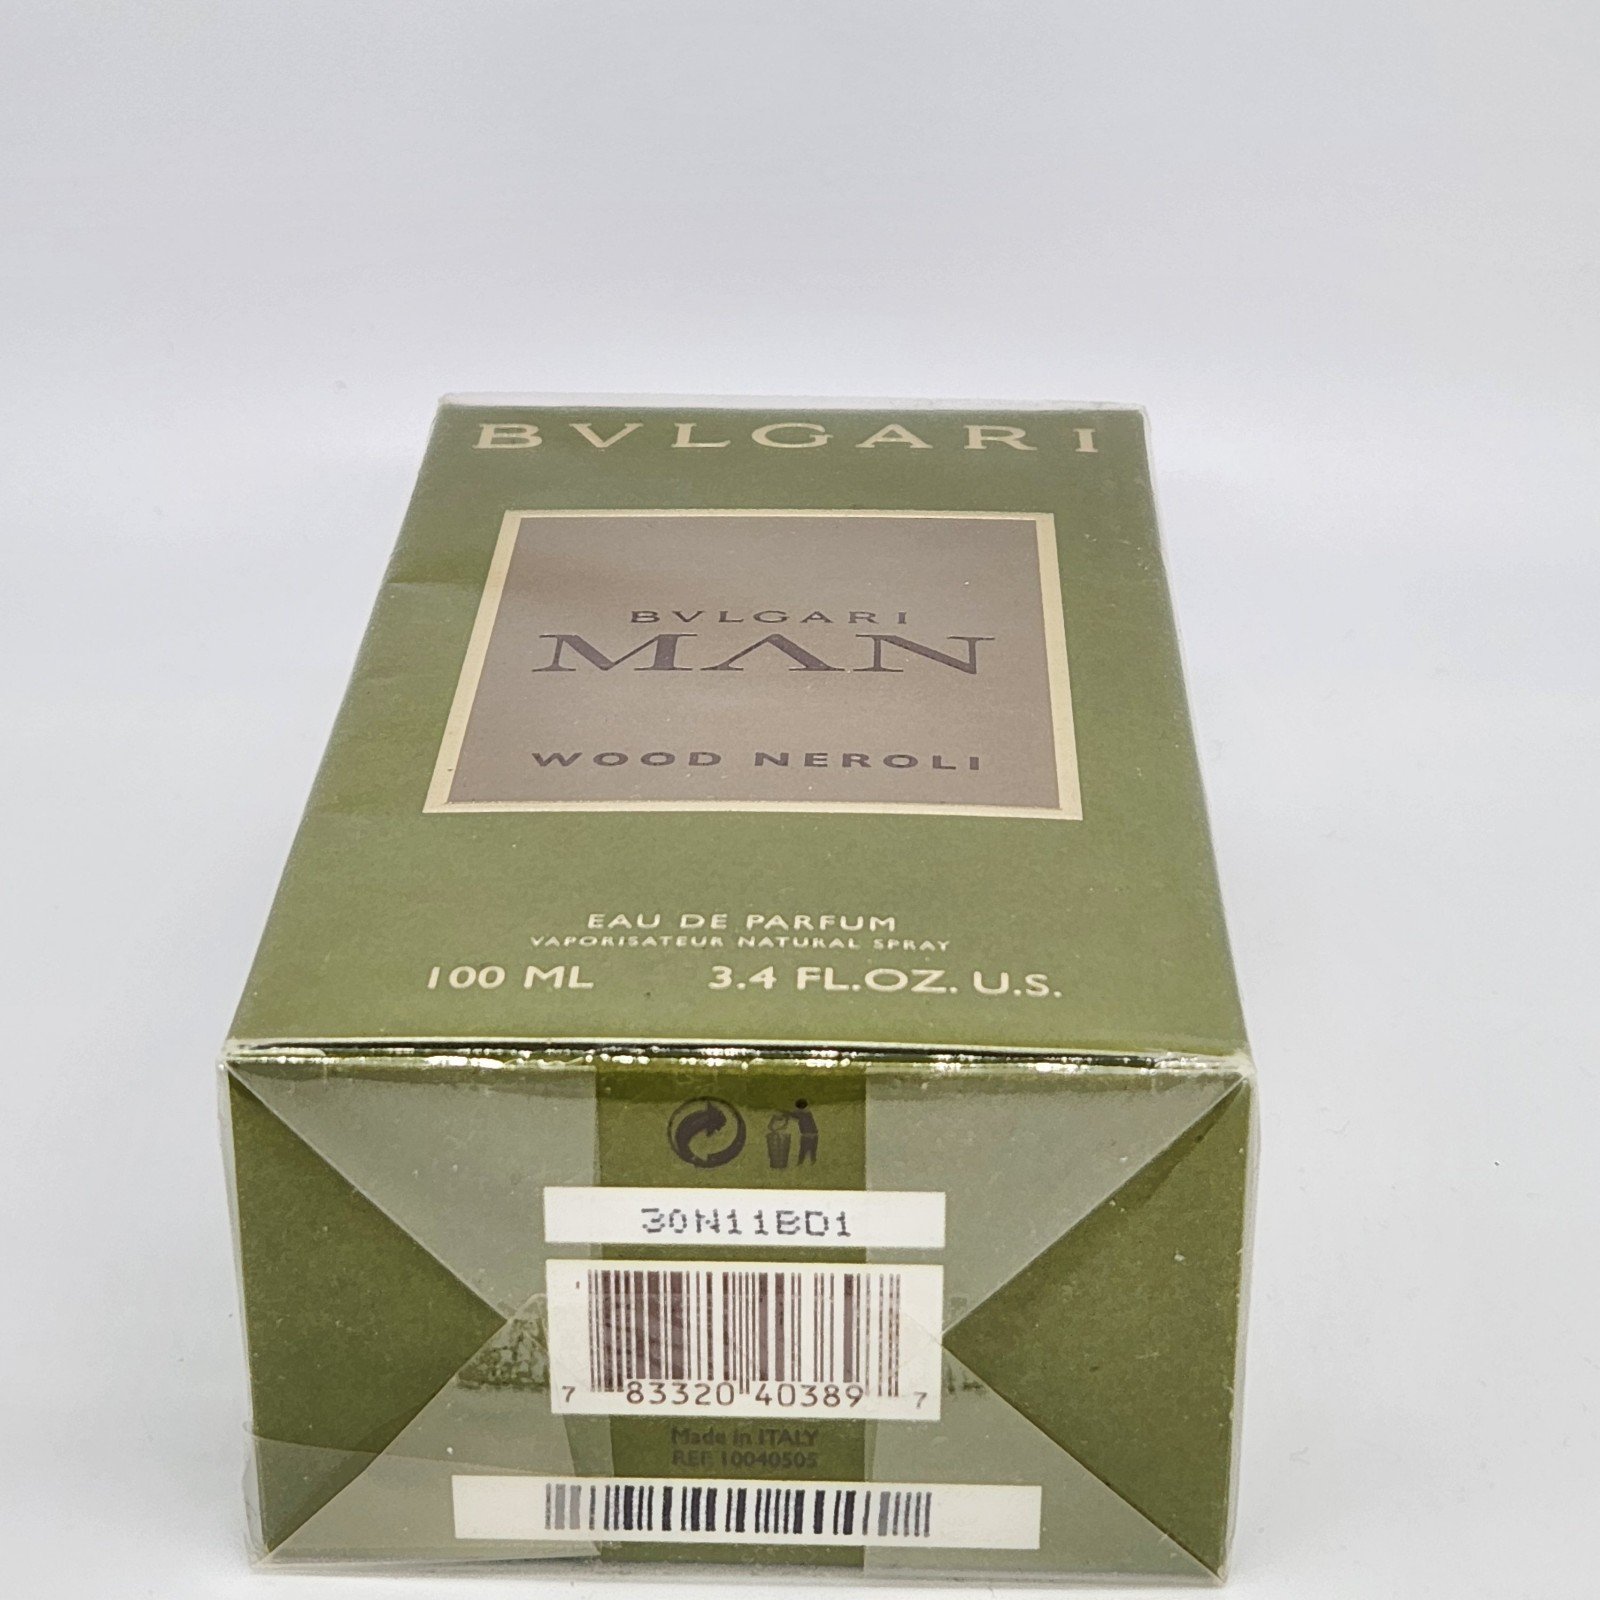 BVLGARI
BVLGARI
MAN
WOOD NEROLI
EAU DE PARFUM
VAPORISATEUR NATURAL SPRAY
100 ML 3.4 FL.OZ. U.S.
30N11BD1
7 83320 40389 7
Made in ITALY
REF. 10040505